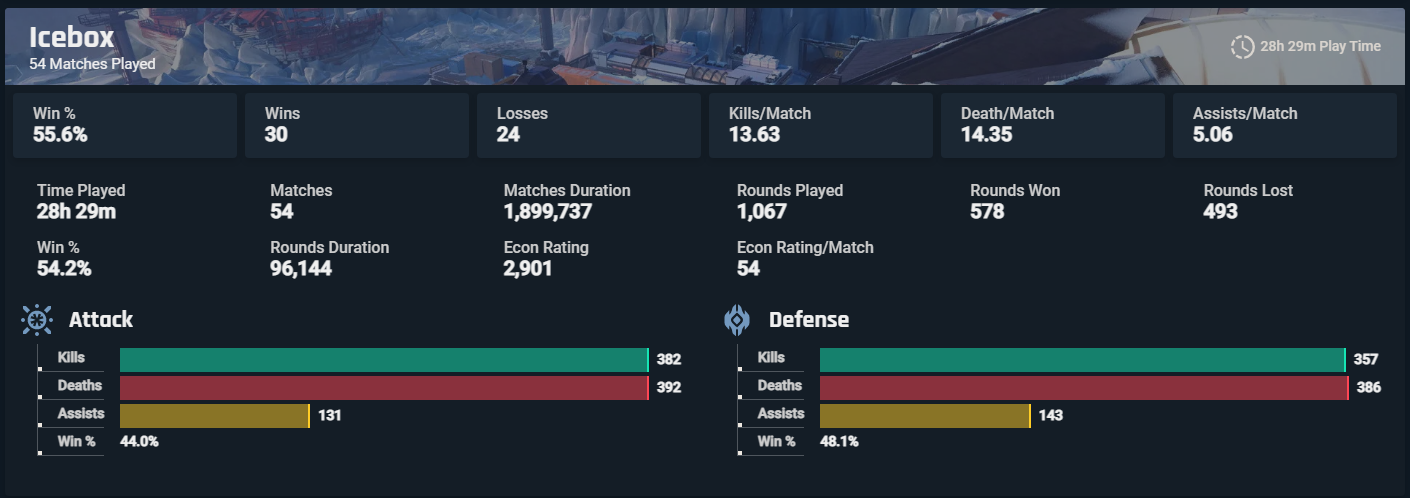 Icebox
54 Matches Played
28h 29m Play Time
Win % Wins Losses Kills/Match Death/Match Assists/Match
55.6% 30 24 13.63 14.35 5.06
Time Played Matches Matches Duration Rounds Played Rounds Won Rounds Lost
28h 29m 54 1,899,737 1,067 578 493
Win % Rounds Duration Econ Rating Econ Rating/Match
54.2% 96,144 2,901 54
Attack
Kills 382
Deaths 392
Assists 131
Win % 44.0%
Defense
Kills 357
Deaths 386
Assists 143
Win % 48.1%